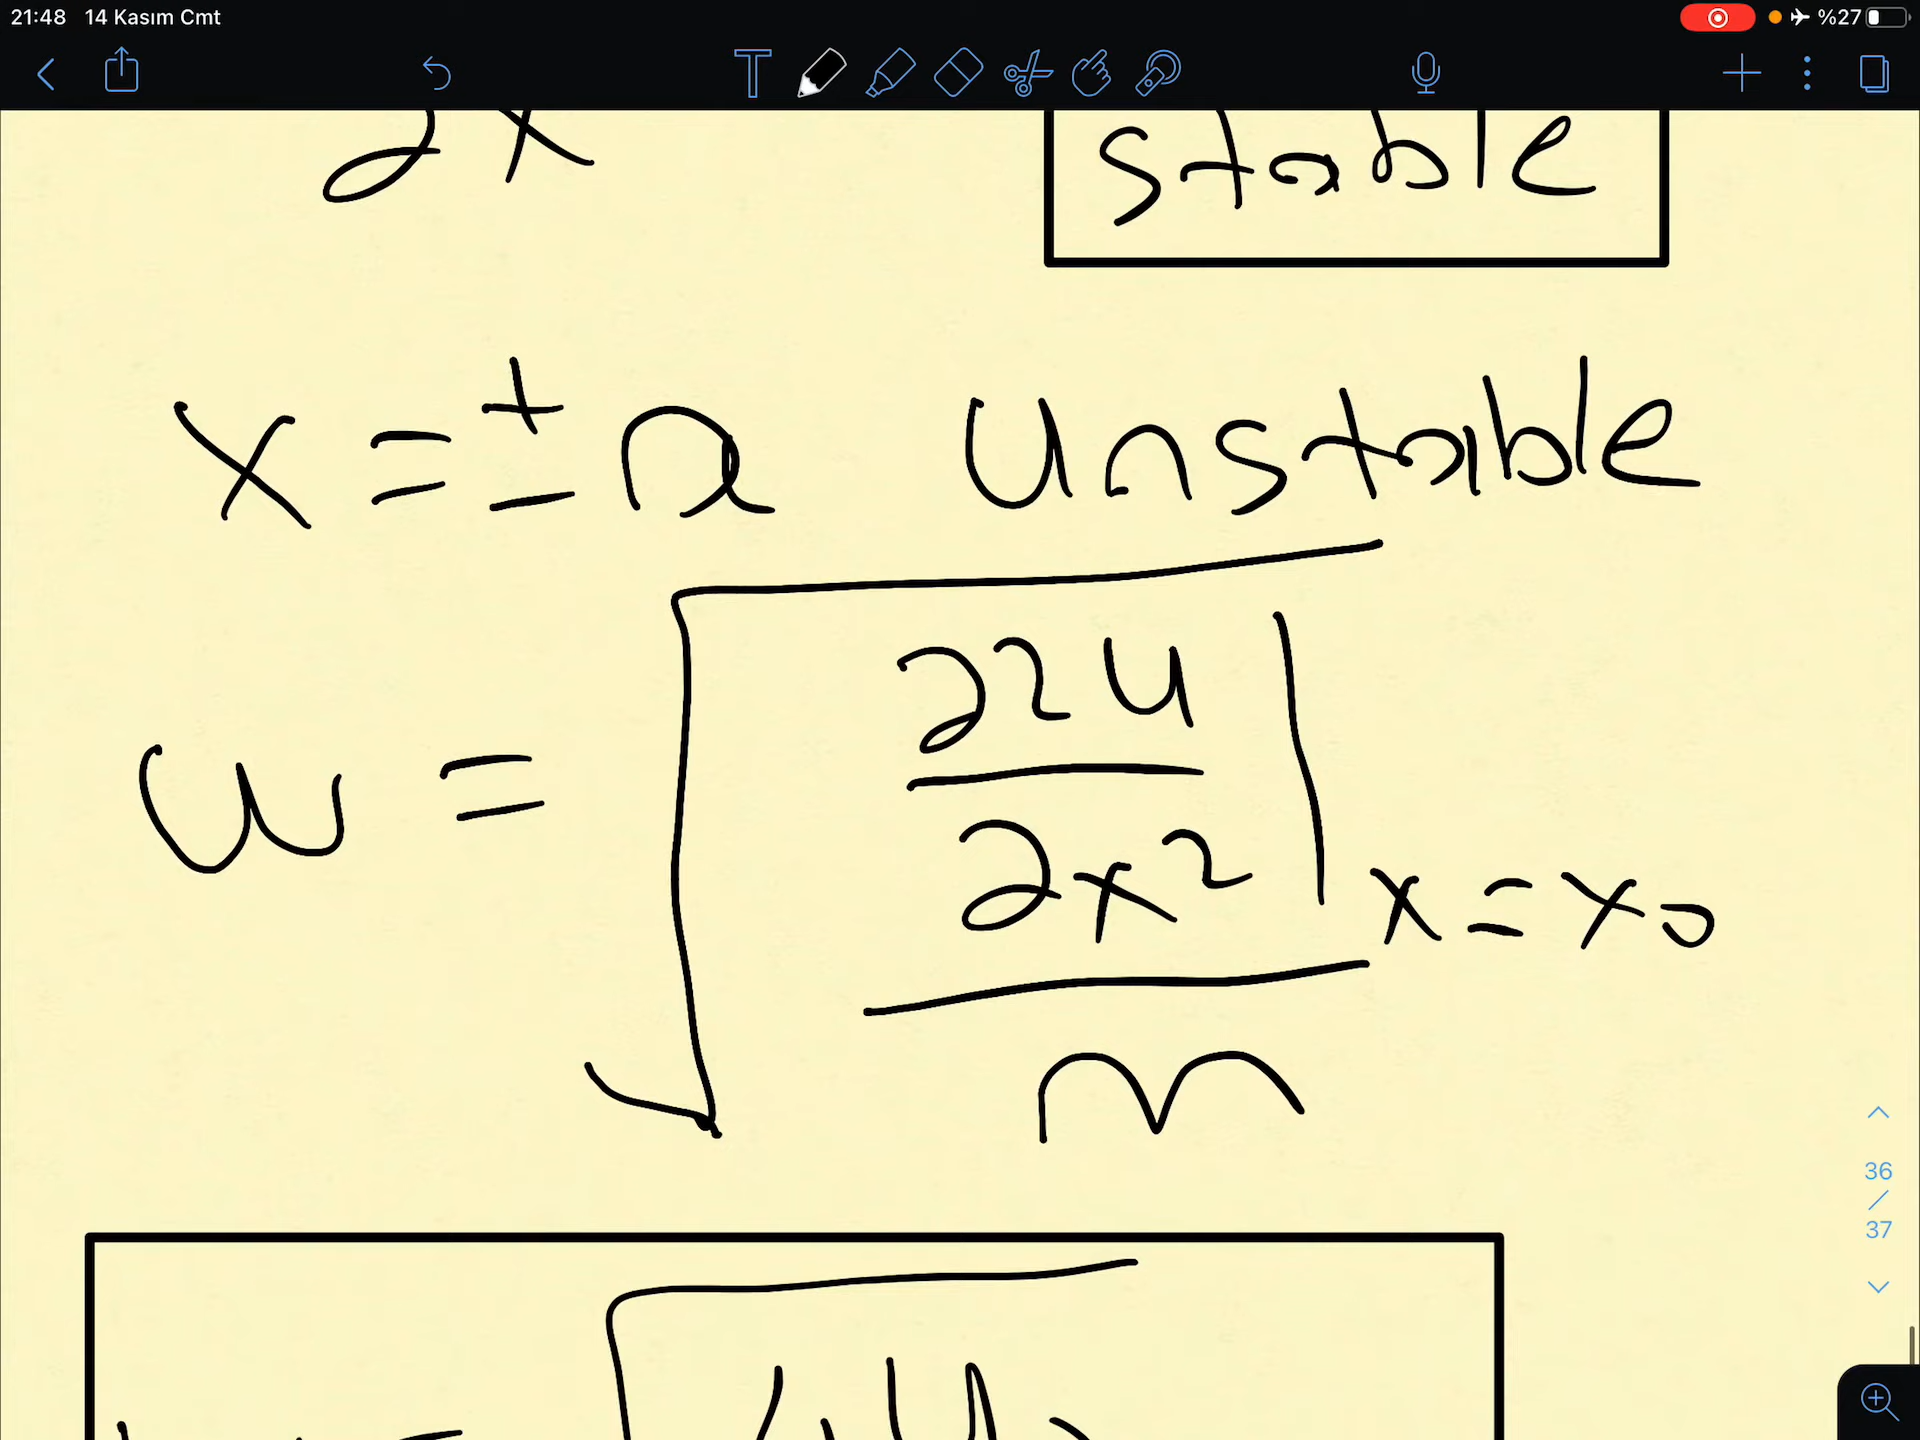 21:48 14 Kasım Cmt %27
T
∂x
stable
x = ± a unstable
w = √( ∂²U / ∂x² | x = x₀ / m )
36
/
37